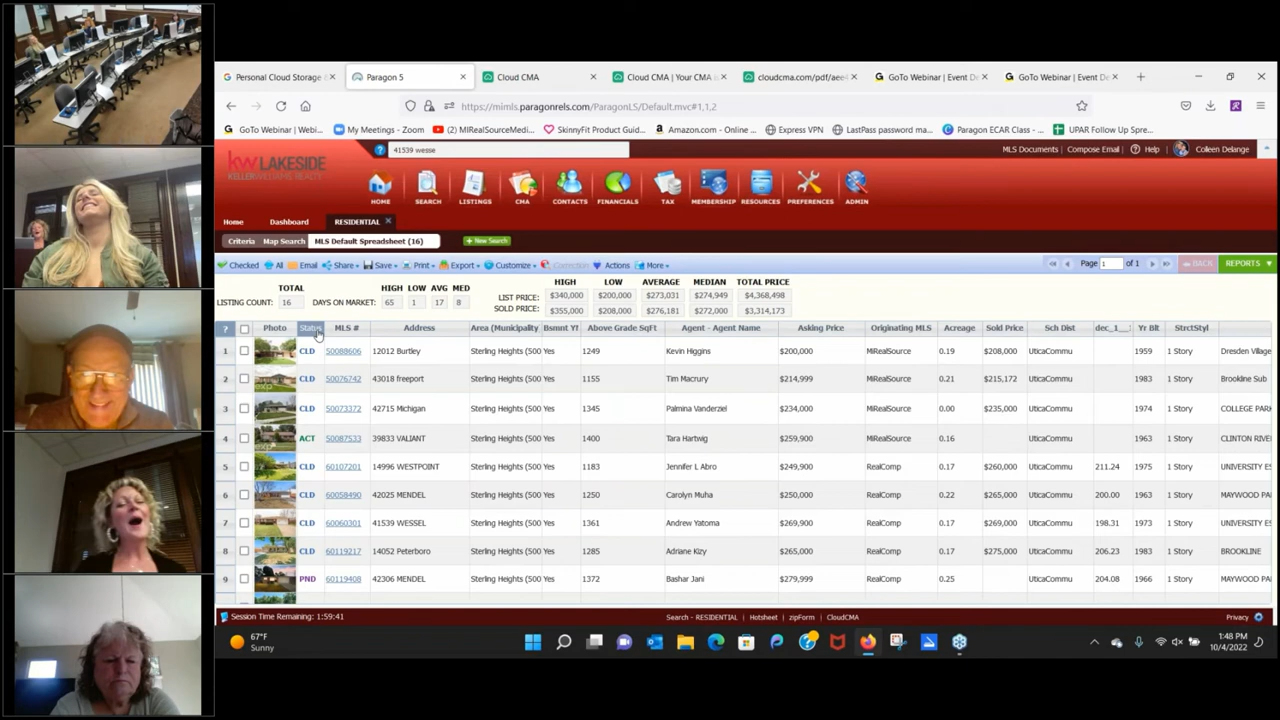 Personal Cloud Storage &
Paragon 5
Cloud CMA
Cloud CMA | Your CMA is
cloudcma.com/pdf/aee4
GoTo Webinar | Event De
GoTo Webinar | Event De
https://mimls.paragonrels.com/ParagonLS/Default.mvc#1,1,2
GoTo Webinar | Webi... My Meetings - Zoom (2) MIRealSourceMedi... SkinnyFit Product Guid... Amazon.com - Online ... Express VPN LastPass password ma... Paragon ECAR Class - ... UPAR Follow Up Spre...
kw LAKESIDE
KELLERWILLIAMS REALTY
41539 wesse
MLS Documents Compose Email Help Colleen Delange
HOME SEARCH LISTINGS CMA CONTACTS FINANCIALS TAX MEMBERSHIP RESOURCES PREFERENCES ADMIN
Home Dashboard RESIDENTIAL
Criteria Map Search MLS Default Spreadsheet (16) New Search
Checked All Email Share Save Print Export Customize Correction Actions More Page 1 of 1 BACK REPORTS
TOTAL HIGH LOW AVG MED HIGH LOW AVERAGE MEDIAN TOTAL PRICE
LISTING COUNT: 16 DAYS ON MARKET: 65 1 17 8
LIST PRICE: $340,000 $200,000 $273,031 $274,949 $4,368,498
SOLD PRICE: $355,000 $208,000 $276,181 $272,000 $3,314,173
? Photo Status MLS # Address Area (Municipality Bsmnt Yes Above Grade SqFt Agent - Agent Name Asking Price Originating MLS Acreage Sold Price Sch Dist dec_1__: Yr Blt StrctStyl
1 CLD 50088606 12012 Burtley Sterling Heights (500 Yes 1249 Kevin Higgins $200,000 MiRealSource 0.19 $208,000 UticaCommu 1959 1 Story Dresden Village
2 CLD 50076742 43018 freeport Sterling Heights (500 Yes 1155 Tim Macrury $214,999 MiRealSource 0.21 $215,172 UticaCommu 1983 1 Story Brookline Sub
3 CLD 50073372 42715 Michigan Sterling Heights (500 Yes 1345 Palmina Vanderziel $234,000 MiRealSource 0.00 $235,000 UticaCommu 1974 1 Story COLLEGE PARK
4 ACT 50087533 39833 VALIANT Sterling Heights (500 Yes 1400 Tara Hartwig $259,900 MiRealSource 0.16 UticaCommu 1963 1 Story CLINTON RIVE
5 CLD 60107201 14996 WESTPOINT Sterling Heights (500 Yes 1183 Jennifer L Abro $249,900 RealComp 0.17 $260,000 UticaCommu 211.24 1975 1 Story UNIVERSITY ES
6 CLD 60058490 42025 MENDEL Sterling Heights (500 Yes 1250 Carolyn Muha $250,000 RealComp 0.22 $265,000 UticaCommu 200.00 1963 1 Story MAYWOOD PAR
7 CLD 60060301 41539 WESSEL Sterling Heights (500 Yes 1361 Andrew Yatoma $269,900 RealComp 0.17 $269,000 UticaCommu 198.31 1973 1 Story UNIVERSITY ES
8 CLD 60119217 14052 Peterboro Sterling Heights (500 Yes 1285 Adriane Kizy $265,000 RealComp 0.17 $275,000 UticaCommu 206.23 1983 1 Story BROOKLINE
9 PND 60119408 42306 MENDEL Sterling Heights (500 Yes 1372 Bashar Jani $279,999 RealComp 0.25 UticaCommu 204.08 1966 1 Story MAYWOOD PAR
Session Time Remaining: 1:59:41 Search - RESIDENTIAL Hotsheet zipForm CloudCMA Privacy
67°F
Sunny
1:48 PM
10/4/2022